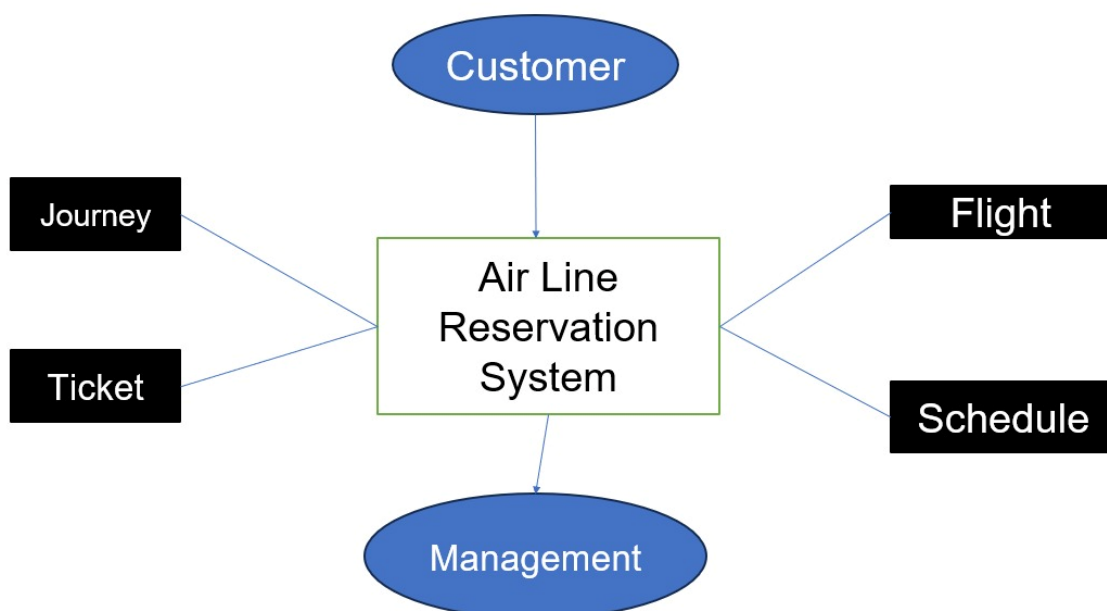 Customer
Journey
Flight
Air Line
Reservation
System
Ticket
Schedule
Management